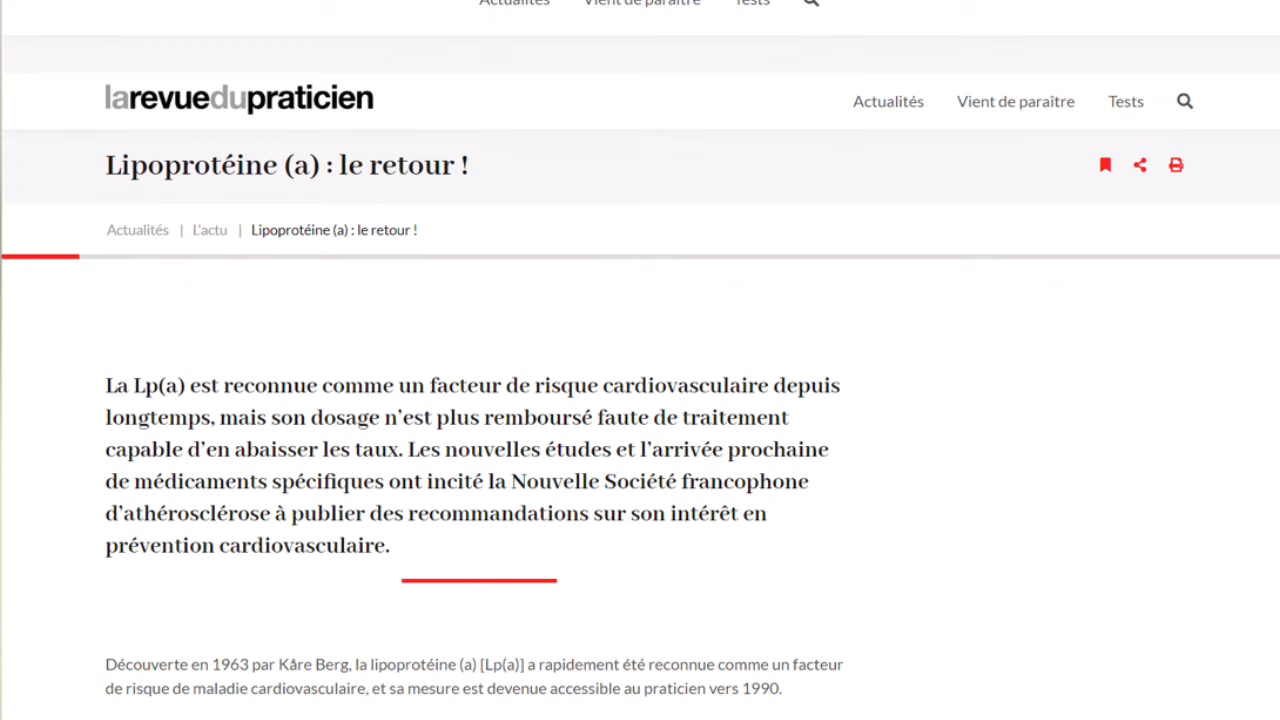 Actualités Vient de paraître Tests
larevuedupraticien
Actualités Vient de paraître Tests
Lipoprotéine (a) : le retour !
Actualités | L'actu | Lipoprotéine (a) : le retour !
La Lp(a) est reconnue comme un facteur de risque cardiovasculaire depuis
longtemps, mais son dosage n’est plus remboursé faute de traitement
capable d’en abaisser les taux. Les nouvelles études et l’arrivée prochaine
de médicaments spécifiques ont incité la Nouvelle Société francophone
d’athérosclérose à publier des recommandations sur son intérêt en
prévention cardiovasculaire.
Découverte en 1963 par Kåre Berg, la lipoprotéine (a) [Lp(a)] a rapidement été reconnue comme un facteur
de risque de maladie cardiovasculaire, et sa mesure est devenue accessible au praticien vers 1990.